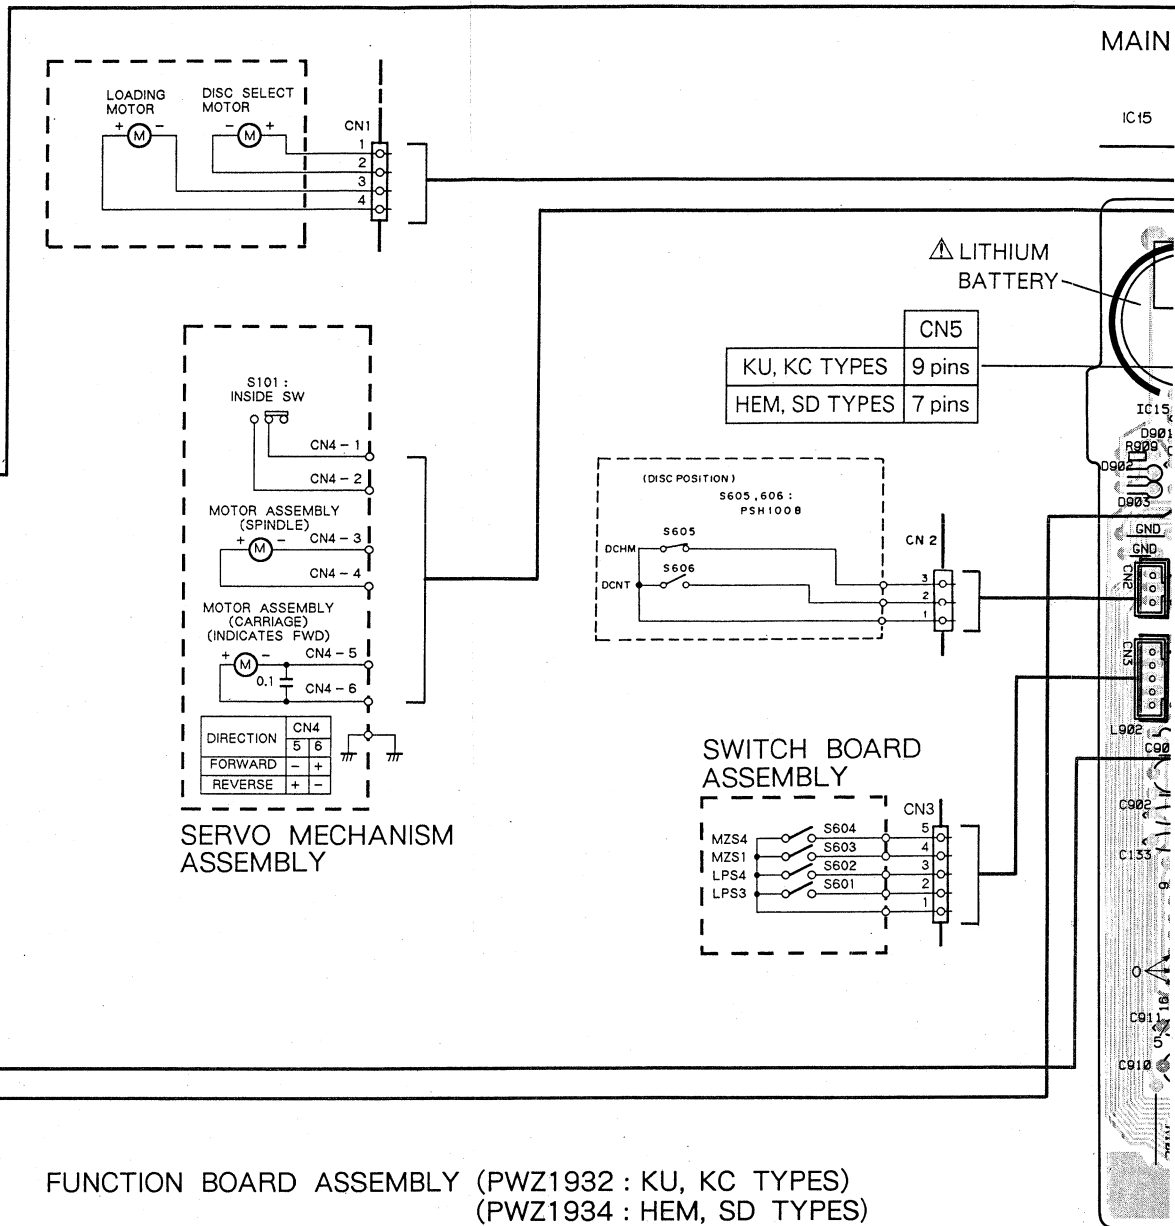 MAIN
IC15
LOADING
MOTOR
DISC SELECT
MOTOR
+ M −
− M +
CN1
1
2
3
4
⚠ LITHIUM
BATTERY
CN5
KU, KC TYPES 9 pins
HEM, SD TYPES 7 pins
S101 :
INSIDE SW
CN4 – 1
CN4 – 2
MOTOR ASSEMBLY
(SPINDLE)
+ M − CN4 – 3
CN4 – 4
MOTOR ASSEMBLY
(CARRIAGE)
(INDICATES FWD)
+ M − CN4 – 5
0.1 CN4 – 6
DIRECTION CN4
5 6
FORWARD − +
REVERSE + −
SERVO MECHANISM
ASSEMBLY
(DISC POSITION)
S605,606 :
PSH1008
S605
DCHM
S606
DCNT
CN 2
3
2
1
SWITCH BOARD
ASSEMBLY
CN3
MZS4 S604 5
MZS1 S603 4
LPS4 S602 3
LPS3 S601 2
1
IC15
D901
R909
D902
D903
GND
GND
CN2
CN3
L902
C90
C902
C133
9
0
16
C911
5
C910
FUNCTION BOARD ASSEMBLY (PWZ1932 : KU, KC TYPES)
(PWZ1934 : HEM, SD TYPES)